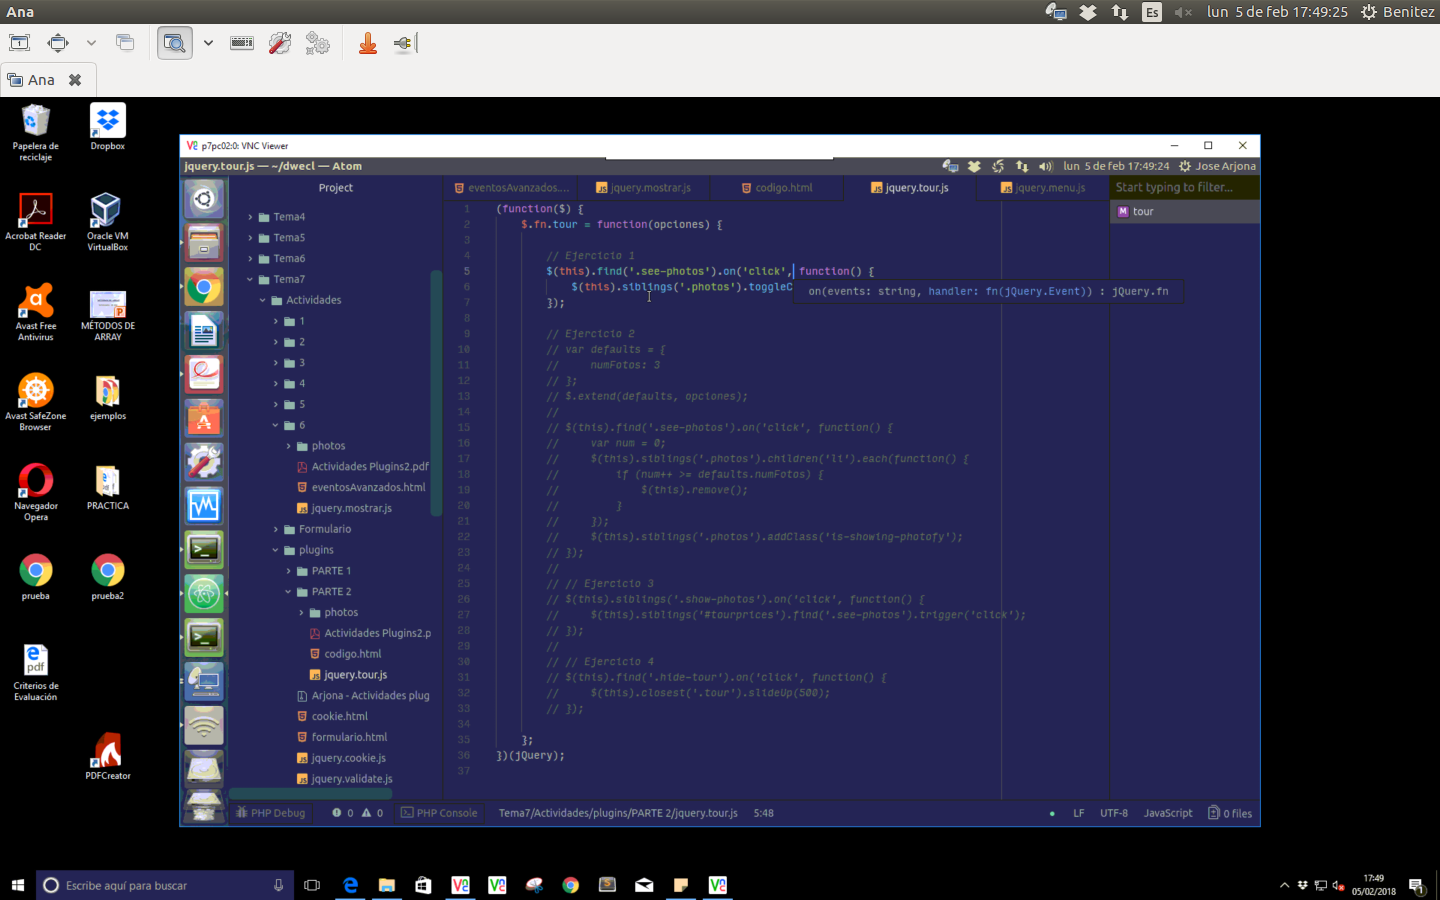 Ana
Es
lun 5 de feb 17:49:25
Benitez
Ana
Papelera de reciclaje
Dropbox
Acrobat Reader DC
Oracle VM VirtualBox
Avast Free Antivirus
MÉTODOS DE ARRAY
Avast SafeZone Browser
ejemplos
Navegador Opera
PRACTICA
prueba
prueba2
Criterios de Evaluación
PDFCreator
p7pc02:0: VNC Viewer
jquery.tour.js — ~/dwecl — Atom
lun 5 de feb 17:49:24
Jose Arjona
Project
eventosAvanzados....
jquery.mostrar.js
codigo.html
jquery.tour.js
jquery.menu.js
Start typing to filter...
M tour
Tema4
Tema5
Tema6
Tema7
Actividades
1
2
3
4
5
6
photos
Actividades Plugins2.pdf
eventosAvanzados.html
jquery.mostrar.js
Formulario
plugins
PARTE 1
PARTE 2
photos
Actividades Plugins2.p
codigo.html
jquery.tour.js
Arjona - Actividades plug
cookie.html
formulario.html
jquery.cookie.js
jquery.validate.js
1 (function($) {
2 $.fn.tour = function(opciones) {
3
4 // Ejercicio 1
5 $(this).find('.see-photos').on('click', function() {
6 $(this).siblings('.photos').toggleC
on(events: string, handler: fn(jQuery.Event)) : jQuery.fn
7 });
8
9 // Ejercicio 2
10 // var defaults = {
11 // numFotos: 3
12 // };
13 // $.extend(defaults, opciones);
14 //
15 // $(this).find('.see-photos').on('click', function() {
16 // var num = 0;
17 // $(this).siblings('.photos').children('li').each(function() {
18 // if (num++ >= defaults.numFotos) {
19 // $(this).remove();
20 // }
21 // });
22 // $(this).siblings('.photos').addClass('is-showing-photofy');
23 // });
24 //
25 // // Ejercicio 3
26 // $(this).siblings('.show-photos').on('click', function() {
27 // $(this).siblings('#tourprices').find('.see-photos').trigger('click');
28 // });
29 //
30 // // Ejercicio 4
31 // $(this).find('.hide-tour').on('click', function() {
32 // $(this).closest('.tour').slideUp(500);
33 // });
34
35 };
36 })(jQuery);
37
PHP Debug
0
0
PHP Console
Tema7/Actividades/plugins/PARTE 2/jquery.tour.js
5:48
LF
UTF-8
JavaScript
0 files
Escribe aquí para buscar
17:49
05/02/2018
1